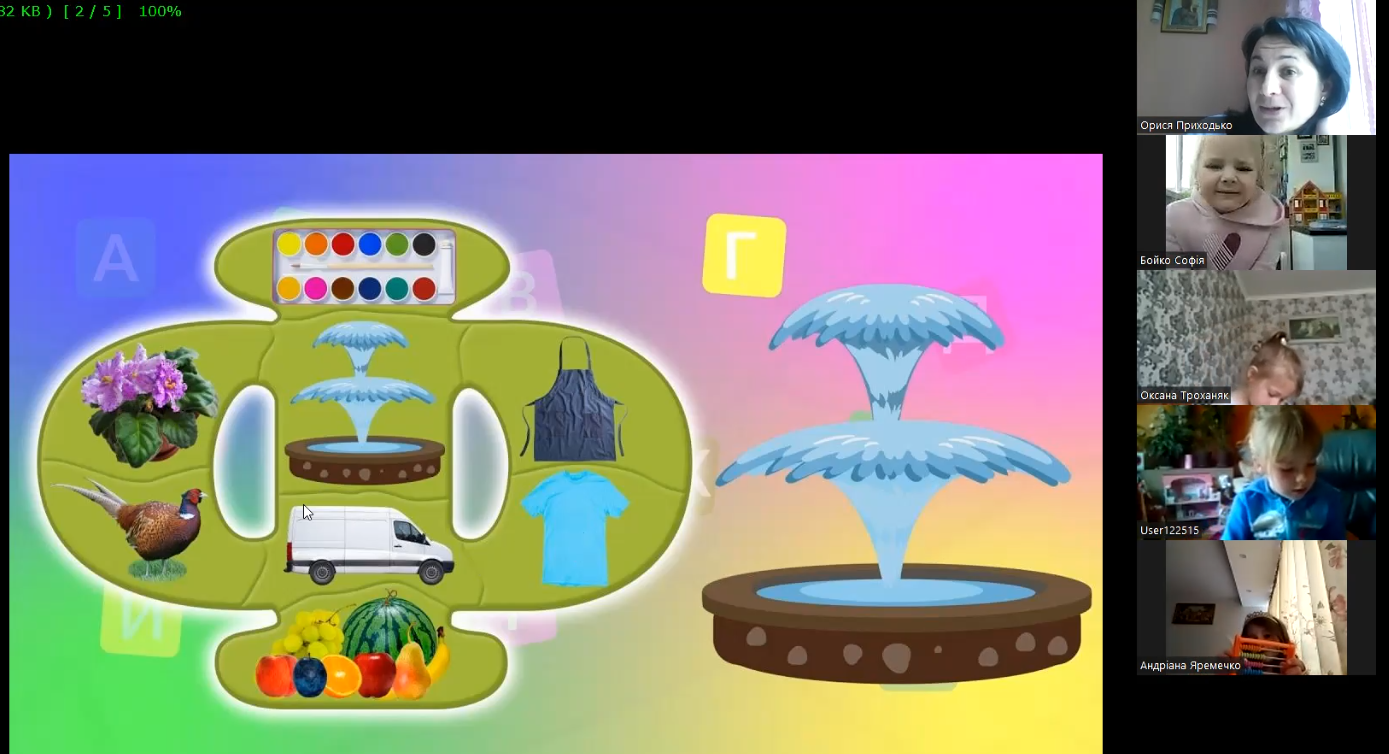 32 KB ) [ 2 / 5 ] 100%
А
В
Г
Д
К
И
Орися Приходько
Бойко Софія
Оксана Троханяк
User122515
Андріана Яремечко